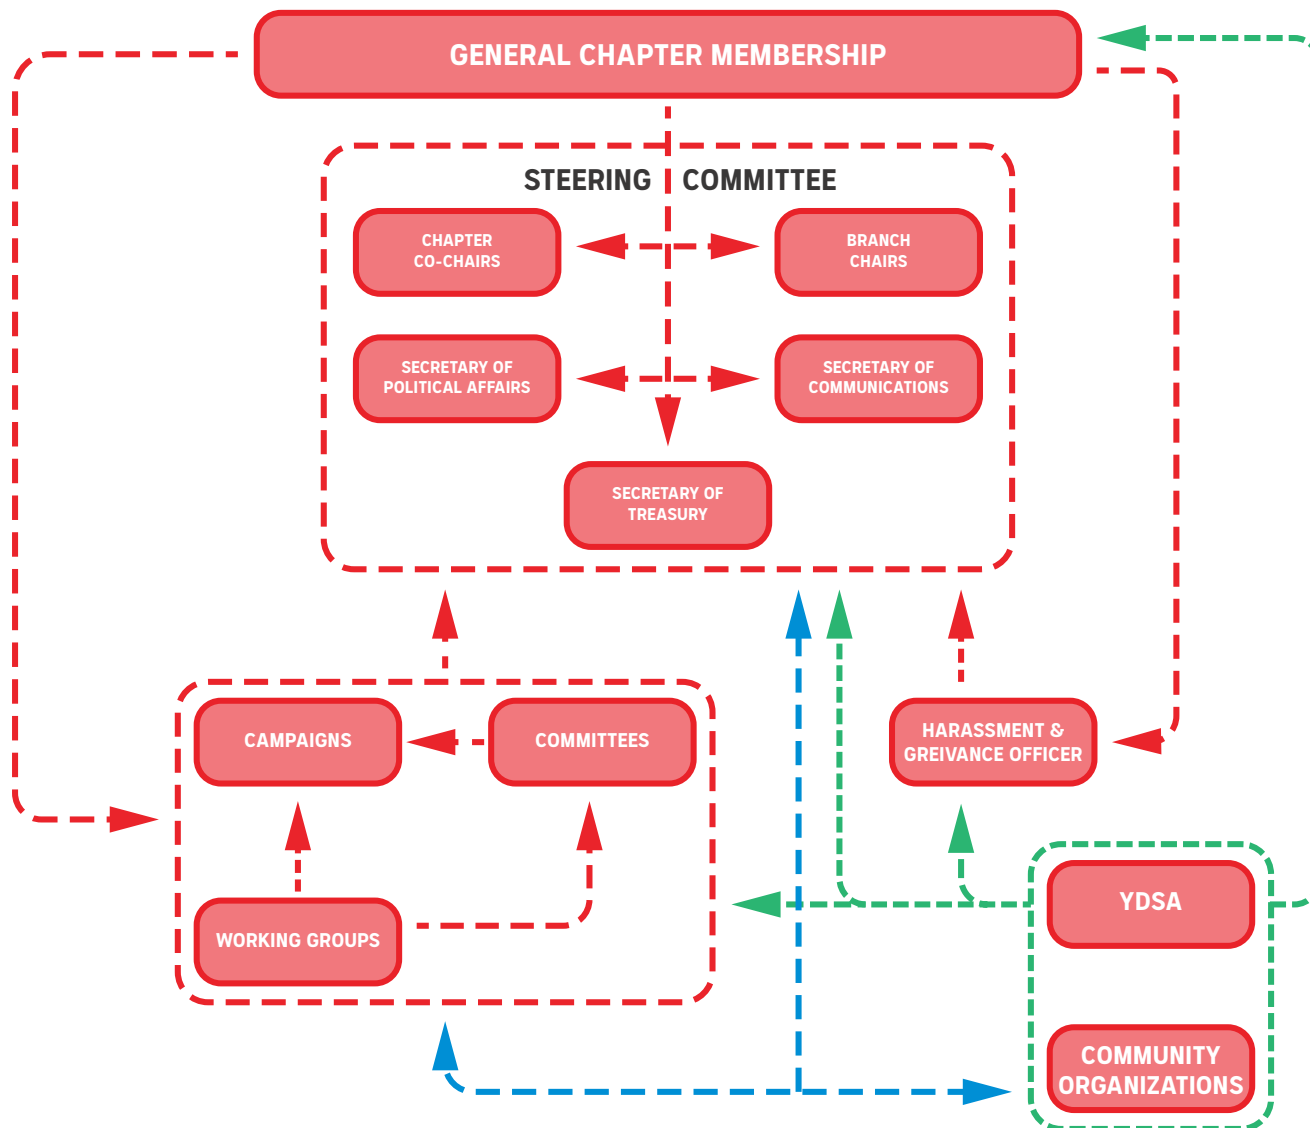 GENERAL CHAPTER MEMBERSHIP
STEERING COMMITTEE
CHAPTER
CO-CHAIRS
BRANCH
CHAIRS
SECRETARY OF
POLITICAL AFFAIRS
SECRETARY OF
COMMUNICATIONS
SECRETARY OF
TREASURY
CAMPAIGNS
COMMITTEES
HARASSMENT &
GREIVANCE OFFICER
WORKING GROUPS
YDSA
COMMUNITY
ORGANIZATIONS